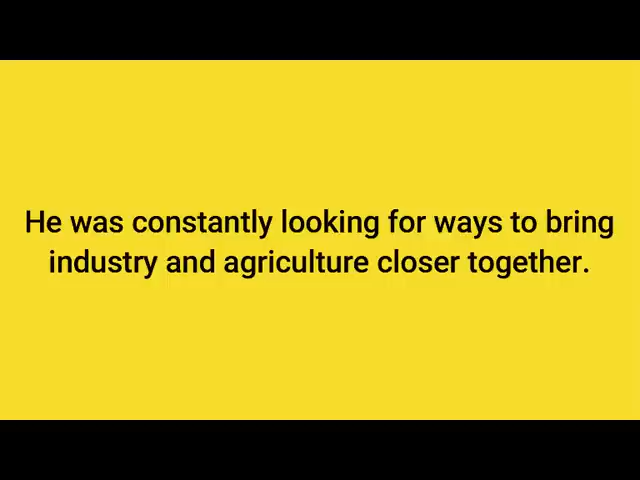 He was constantly looking for ways to bring
industry and agriculture closer together.